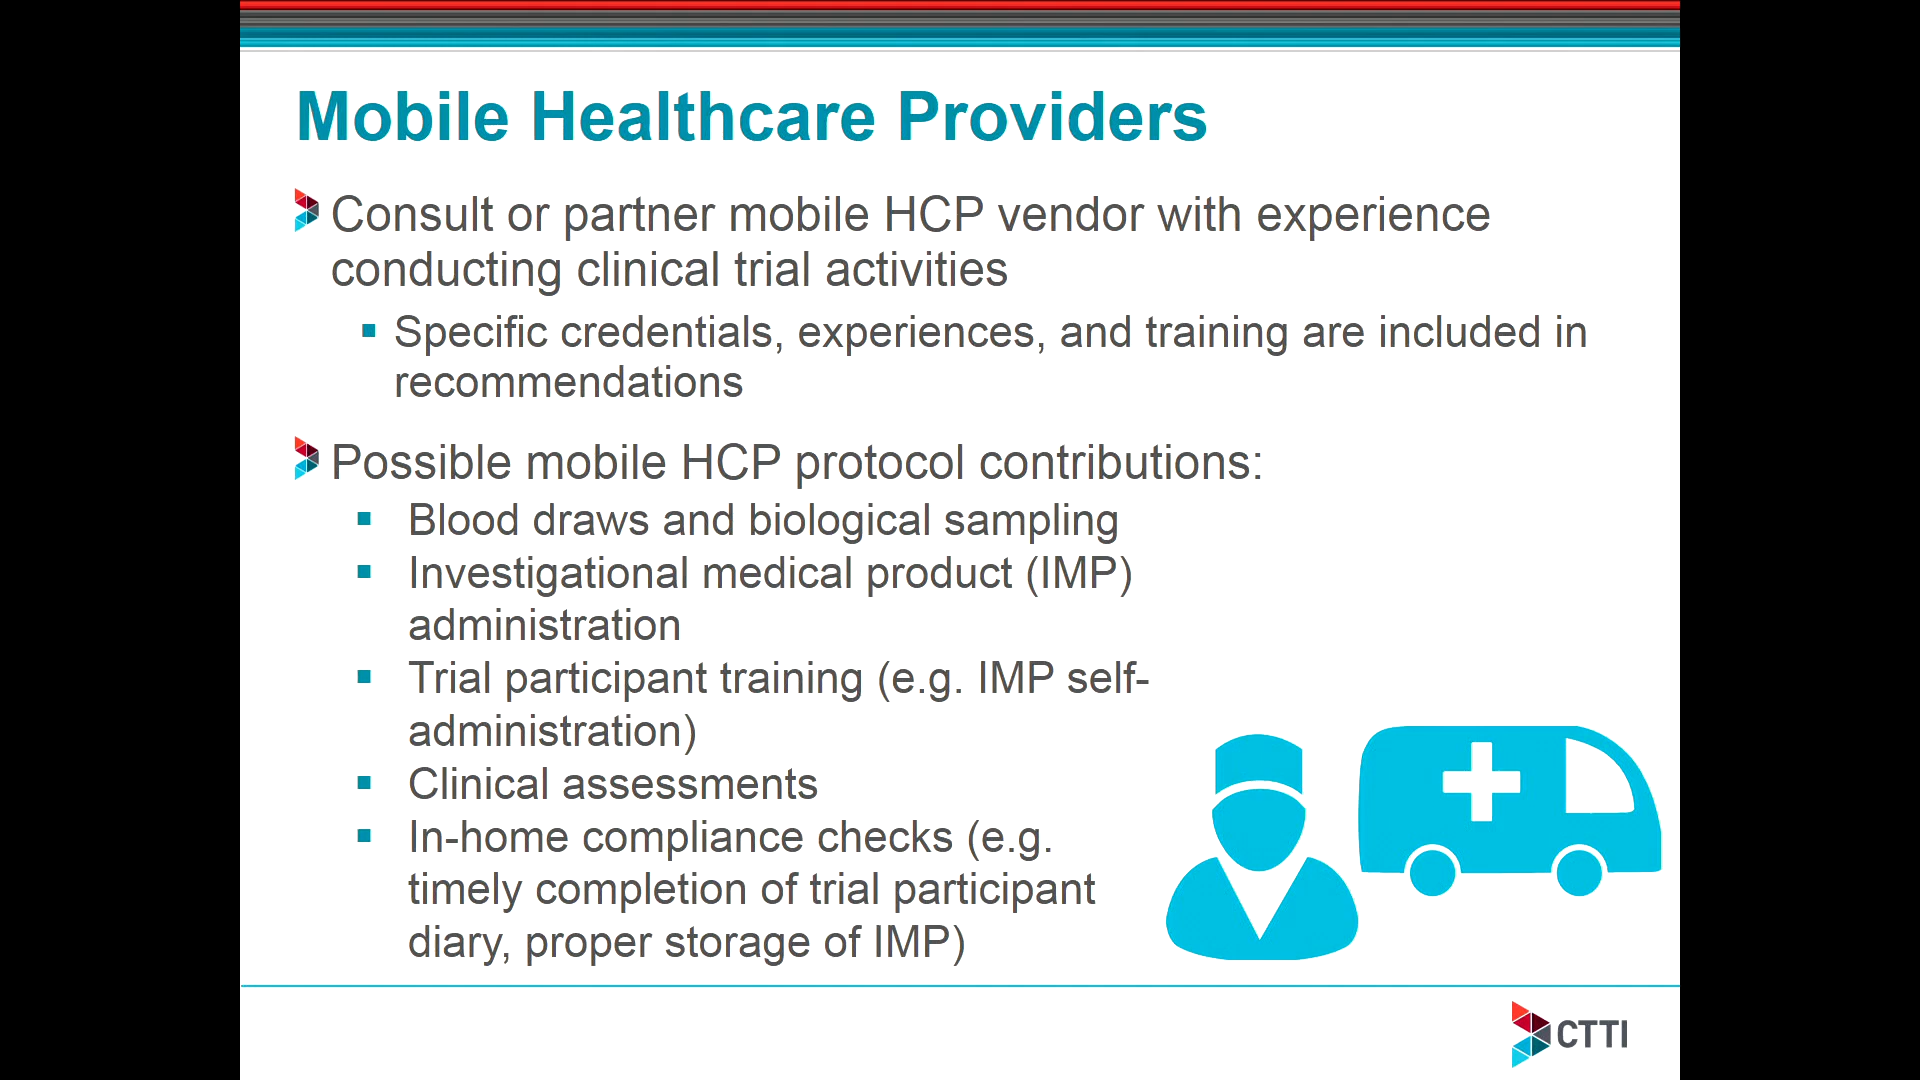 Mobile Healthcare Providers
Consult or partner mobile HCP vendor with experience
conducting clinical trial activities
Specific credentials, experiences, and training are included in
recommendations
Possible mobile HCP protocol contributions:
Blood draws and biological sampling
Investigational medical product (IMP)
administration
Trial participant training (e.g. IMP self-
administration)
Clinical assessments
In-home compliance checks (e.g.
timely completion of trial participant
diary, proper storage of IMP)
CTTI